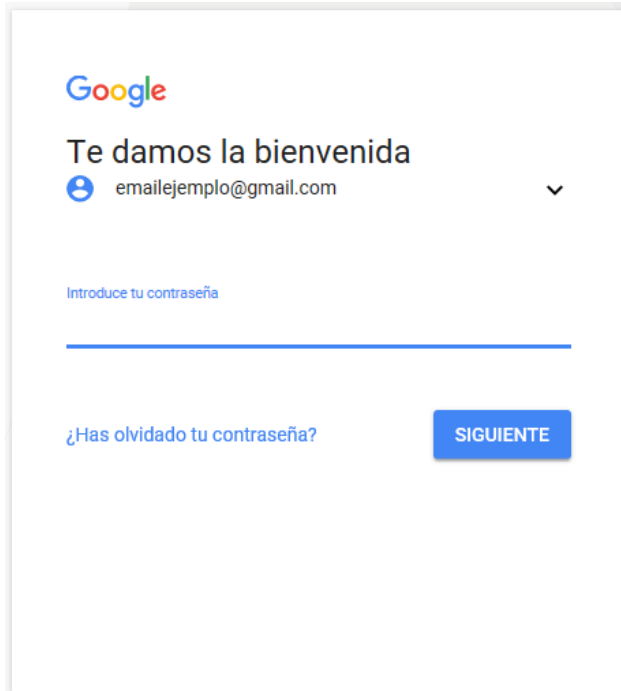 Google
Te damos la bienvenida
emailejemplo@gmail.com
Introduce tu contraseña
¿Has olvidado tu contraseña?
SIGUIENTE